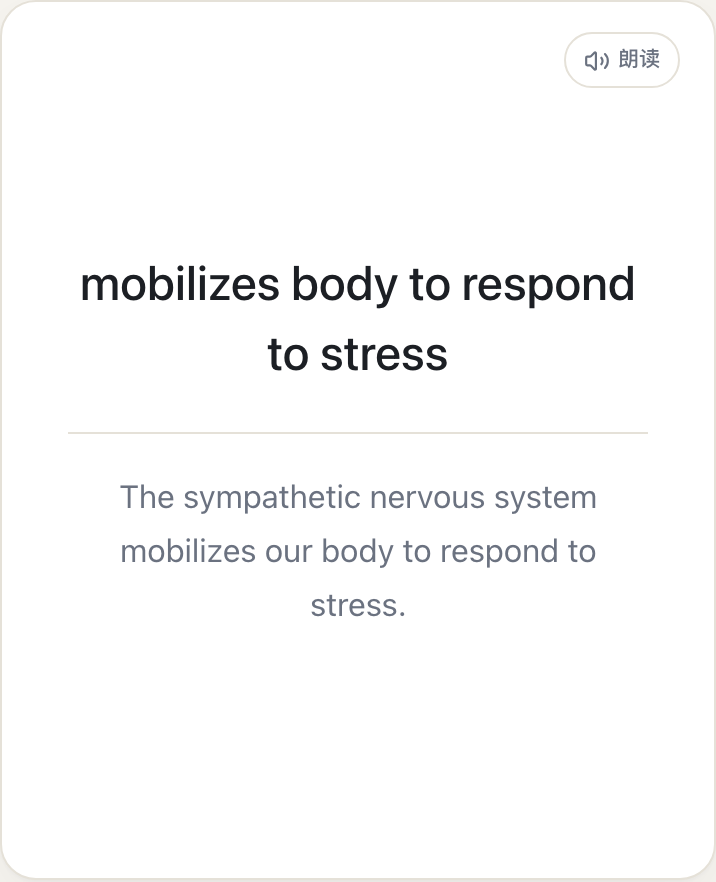 朗读
mobilizes body to respond
to stress
The sympathetic nervous system
mobilizes our body to respond to
stress.